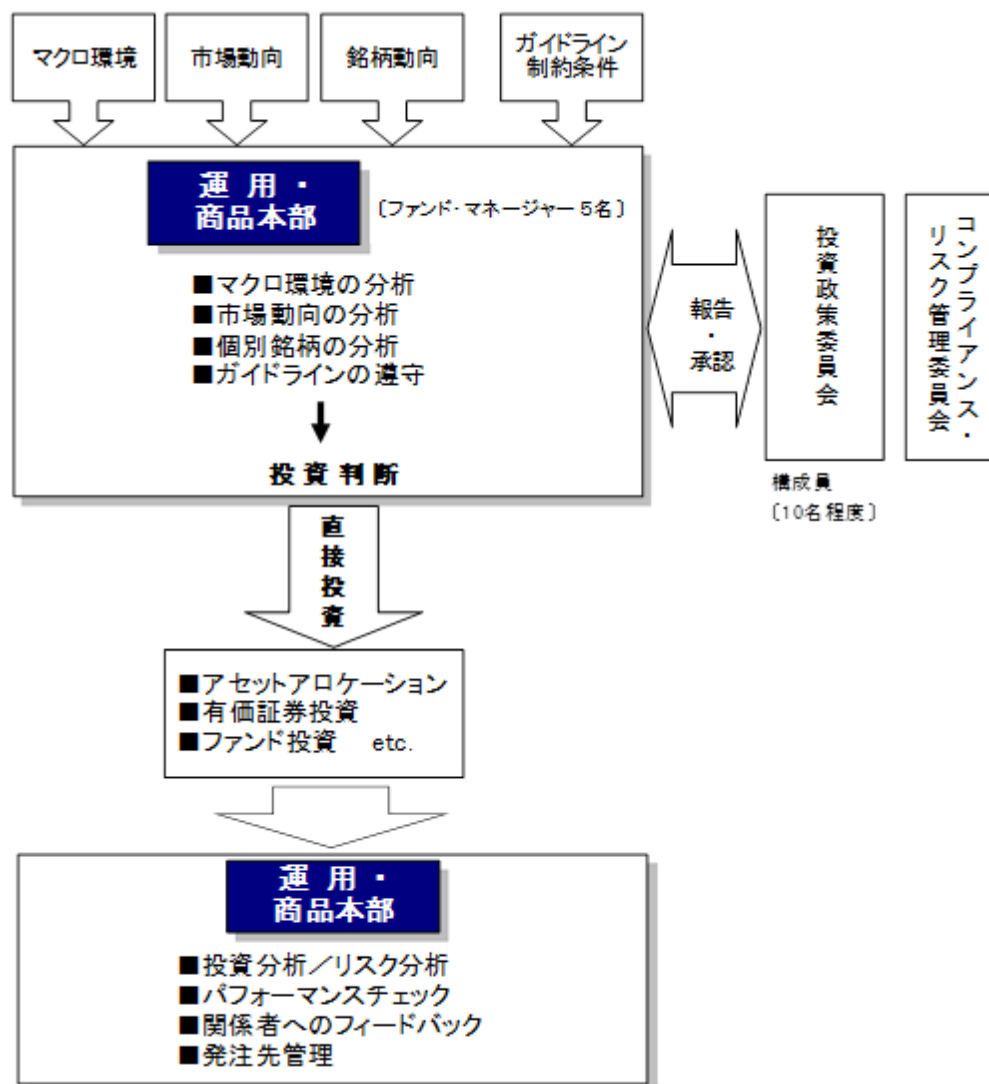 マクロ環境
市場動向
銘柄動向
ガイドライン
制約条件
運用・
商品本部
〔ファンド・マネージャー 5名〕
■マクロ環境の分析
■市場動向の分析
■個別銘柄の分析
■ガイドラインの遵守
投資判断
報告
・
承認
投資政策委員会
コンプライアンス・
リスク管理委員会
構成員
〔10名程度〕
直接投資
■アセットアロケーション
■有価証券投資
■ファンド投資 etc.
運用・
商品本部
■投資分析／リスク分析
■パフォーマンスチェック
■関係者へのフィードバック
■発注先管理